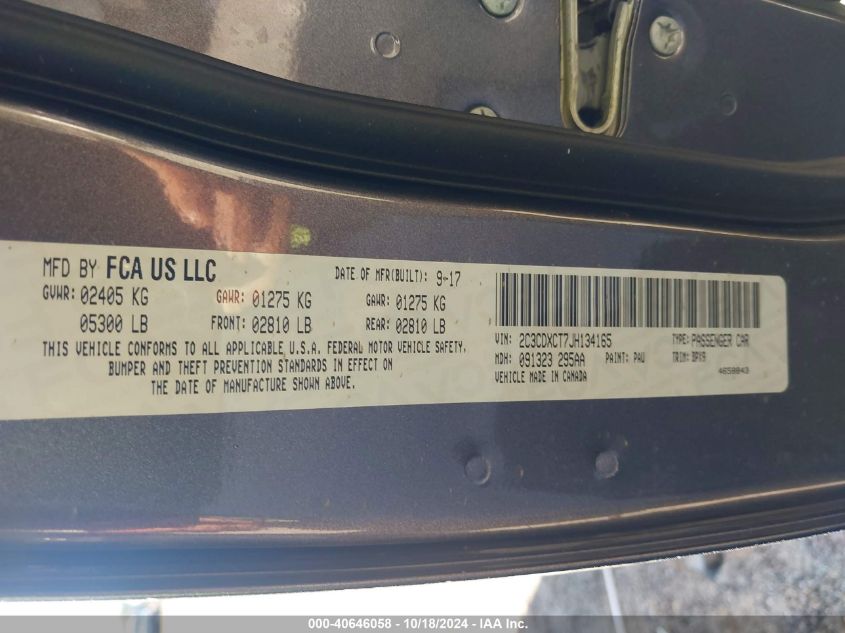 MFD BY FCA US LLC
DATE OF MFR(BUILT): 9-17
GVWR: 02405 KG
GAWR: 01275 KG
GAWR: 01275 KG
05300 LB
FRONT: 02810 LB
REAR: 02810 LB
THIS VEHICLE CONFORMS TO ALL APPLICABLE U.S.A. FEDERAL MOTOR VEHICLE SAFETY,
BUMPER AND THEFT PREVENTION STANDARDS IN EFFECT ON
THE DATE OF MANUFACTURE SHOWN ABOVE.
VIN: 2C3CDXCT7JH134165
TYPE: PASSENGER CAR
MDH: 091323 295AA
PAINT: PAU
TRIM: BPX9
VEHICLE MADE IN CANADA
4658843
000-40646058 - 10/18/2024 - IAA Inc.